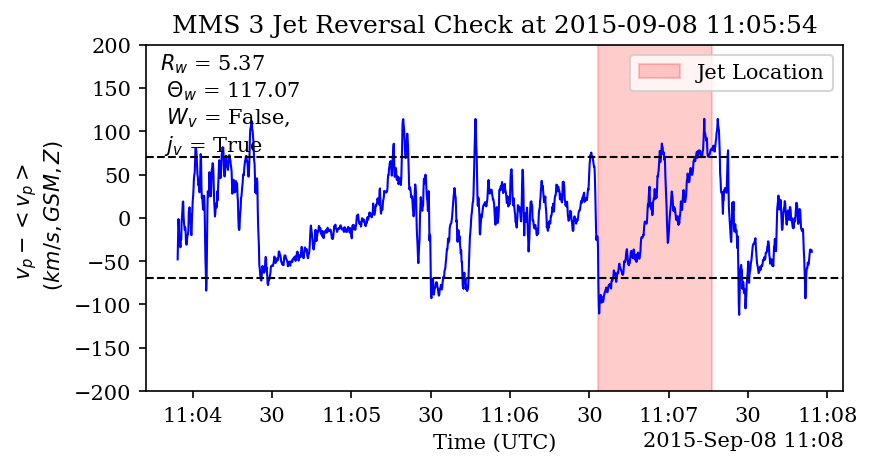 MMS 3 Jet Reversal Check at 2015-09-08 11:05:54
R_w = 5.37
Θ_w = 117.07
W_v = False,
j_v = True
Jet Location
v_p − < v_p >
(km/s, GSM, Z)
200
150
100
50
0
−50
−100
−150
−200
11:04 30 11:05 30 11:06 30 11:07 30 11:08
Time (UTC)
2015-Sep-08 11:08